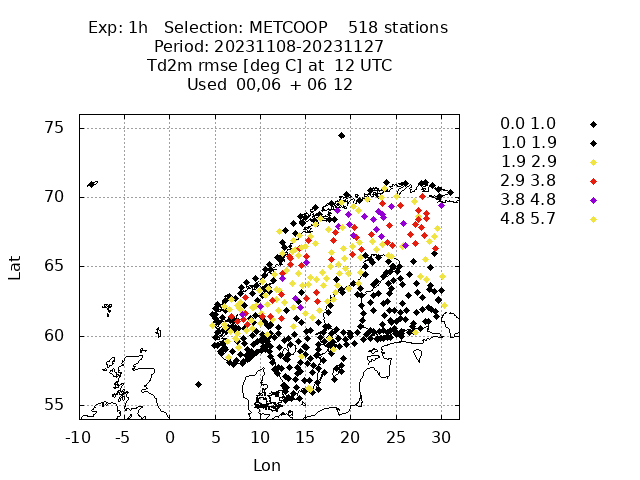 Exp: 1h   Selection: METCOOP    518 stations
Period: 20231108-20231127
Td2m rmse [deg C] at  12 UTC
Used  00,06  + 06 12
0.0 1.0
1.0 1.9
1.9 2.9
2.9 3.8
3.8 4.8
4.8 5.7
75
70
65
60
55
Lat
-10 -5 0 5 10 15 20 25 30
Lon